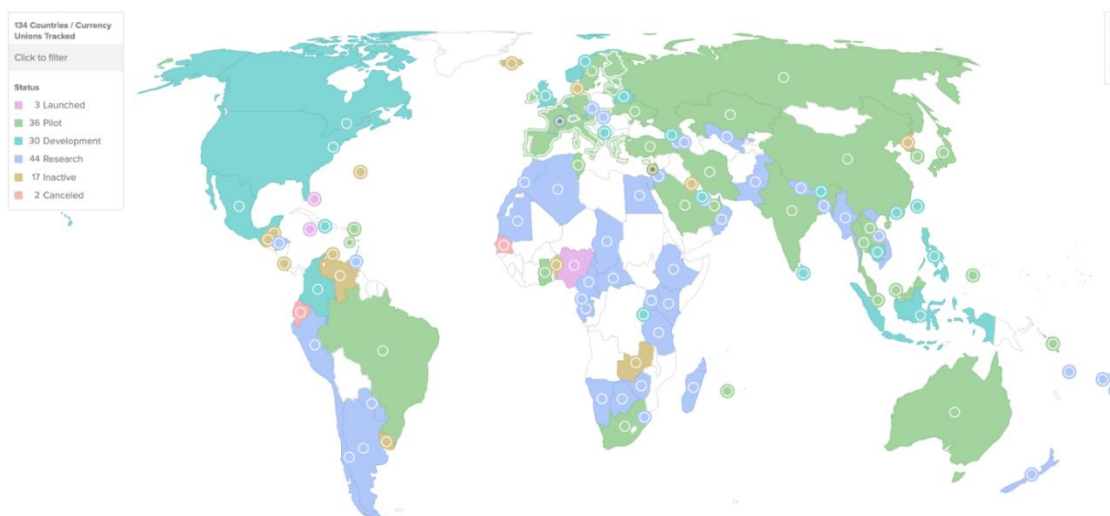 134 Countries / Currency
Unions Tracked
Click to filter
Status
3 Launched
36 Pilot
30 Development
44 Research
17 Inactive
2 Canceled